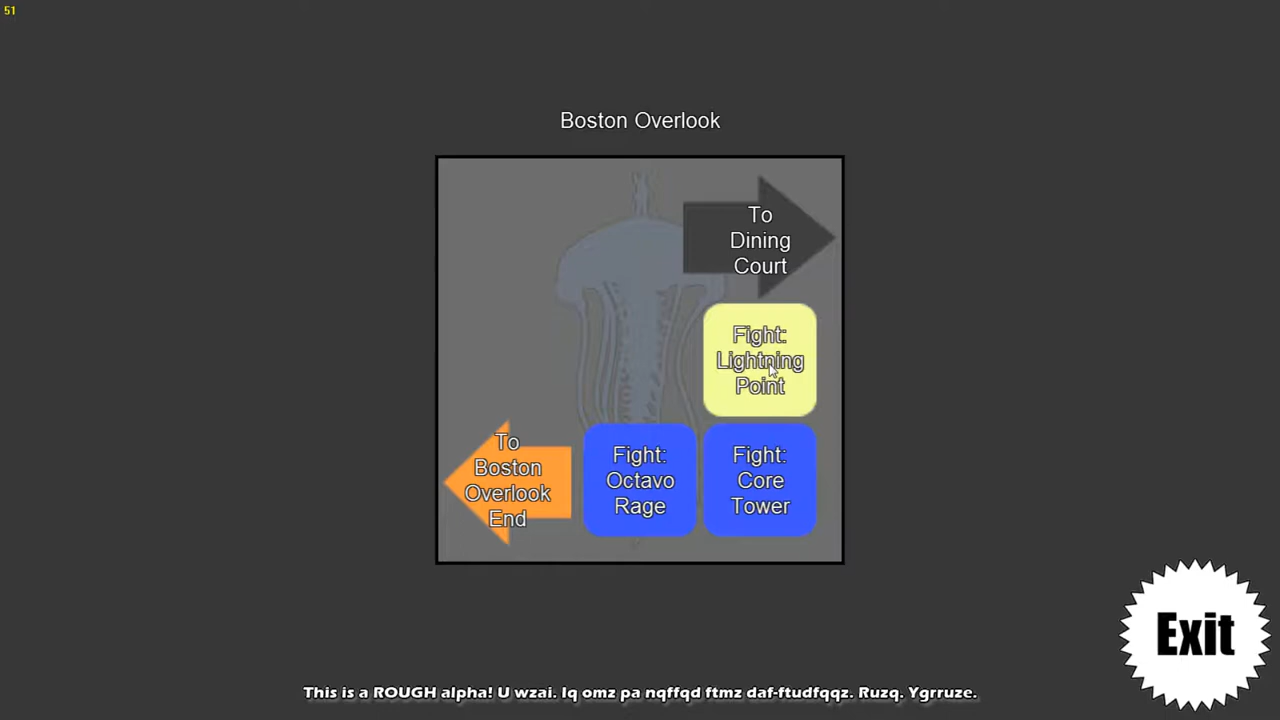 51
Boston Overlook
To
Dining
Court
Fight:
Lightning
Point
To
Boston
Overlook
End
Fight:
Octavo
Rage
Fight:
Core
Tower
Exit
This is a ROUGH alpha! U wzai. Iq omz pa nqffqd ftmz daf-ftudfqqz. Ruzq. Ygrruze.